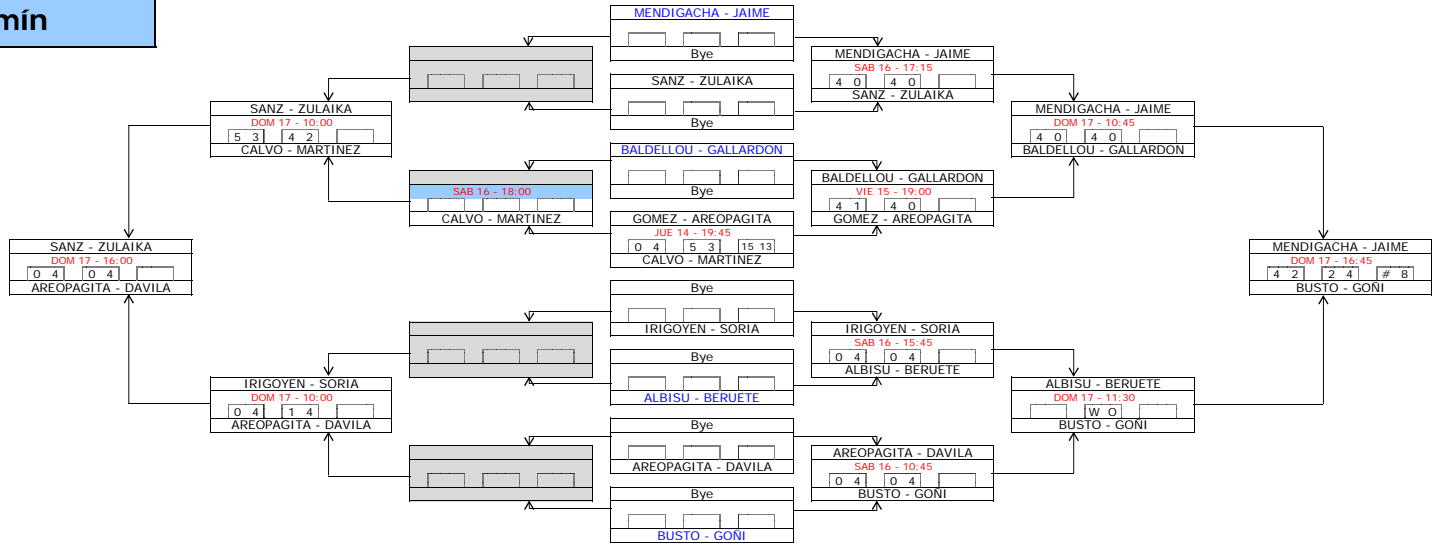 mín
MENDIGACHA - JAIME
Bye
SANZ - ZULAIKA
Bye
BALDELLOU - GALLARDON
Bye
GOMEZ - AREOPAGITA
JUE 14 - 19:45
0 4 5 3 15 13
CALVO - MARTINEZ
Bye
IRIGOYEN - SORIA
Bye
ALBISU - BERUETE
Bye
AREOPAGITA - DAVILA
Bye
BUSTO - GOÑI
SAB 16 - 18:00
CALVO - MARTINEZ
SANZ - ZULAIKA
DOM 17 - 10:00
5 3 4 2
CALVO - MARTINEZ
IRIGOYEN - SORIA
DOM 17 - 10:00
0 4 1 4
AREOPAGITA - DAVILA
SANZ - ZULAIKA
DOM 17 - 16:00
0 4 0 4
AREOPAGITA - DAVILA
MENDIGACHA - JAIME
SAB 16 - 17:15
4 0 4 0
SANZ - ZULAIKA
BALDELLOU - GALLARDON
VIE 15 - 19:00
4 1 4 0
GOMEZ - AREOPAGITA
IRIGOYEN - SORIA
SAB 16 - 15:45
0 4 0 4
ALBISU - BERUETE
AREOPAGITA - DAVILA
SAB 16 - 10:45
0 4 0 4
BUSTO - GOÑI
MENDIGACHA - JAIME
DOM 17 - 10:45
4 0 4 0
BALDELLOU - GALLARDON
ALBISU - BERUETE
DOM 17 - 11:30
W O
BUSTO - GOÑI
MENDIGACHA - JAIME
DOM 17 - 16:45
4 2 2 4 # 8
BUSTO - GOÑI